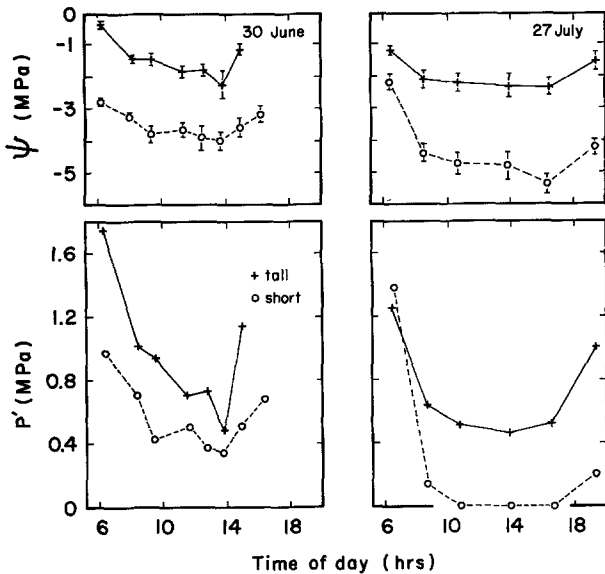 30 June
27 July
-1
-3
-5
ψ (MPa)
1.6
1.2
0.8
0.4
0
P' (MPa)
+ tall
o short
6 10 14 18
6 10 14 18
Time of day (hrs)